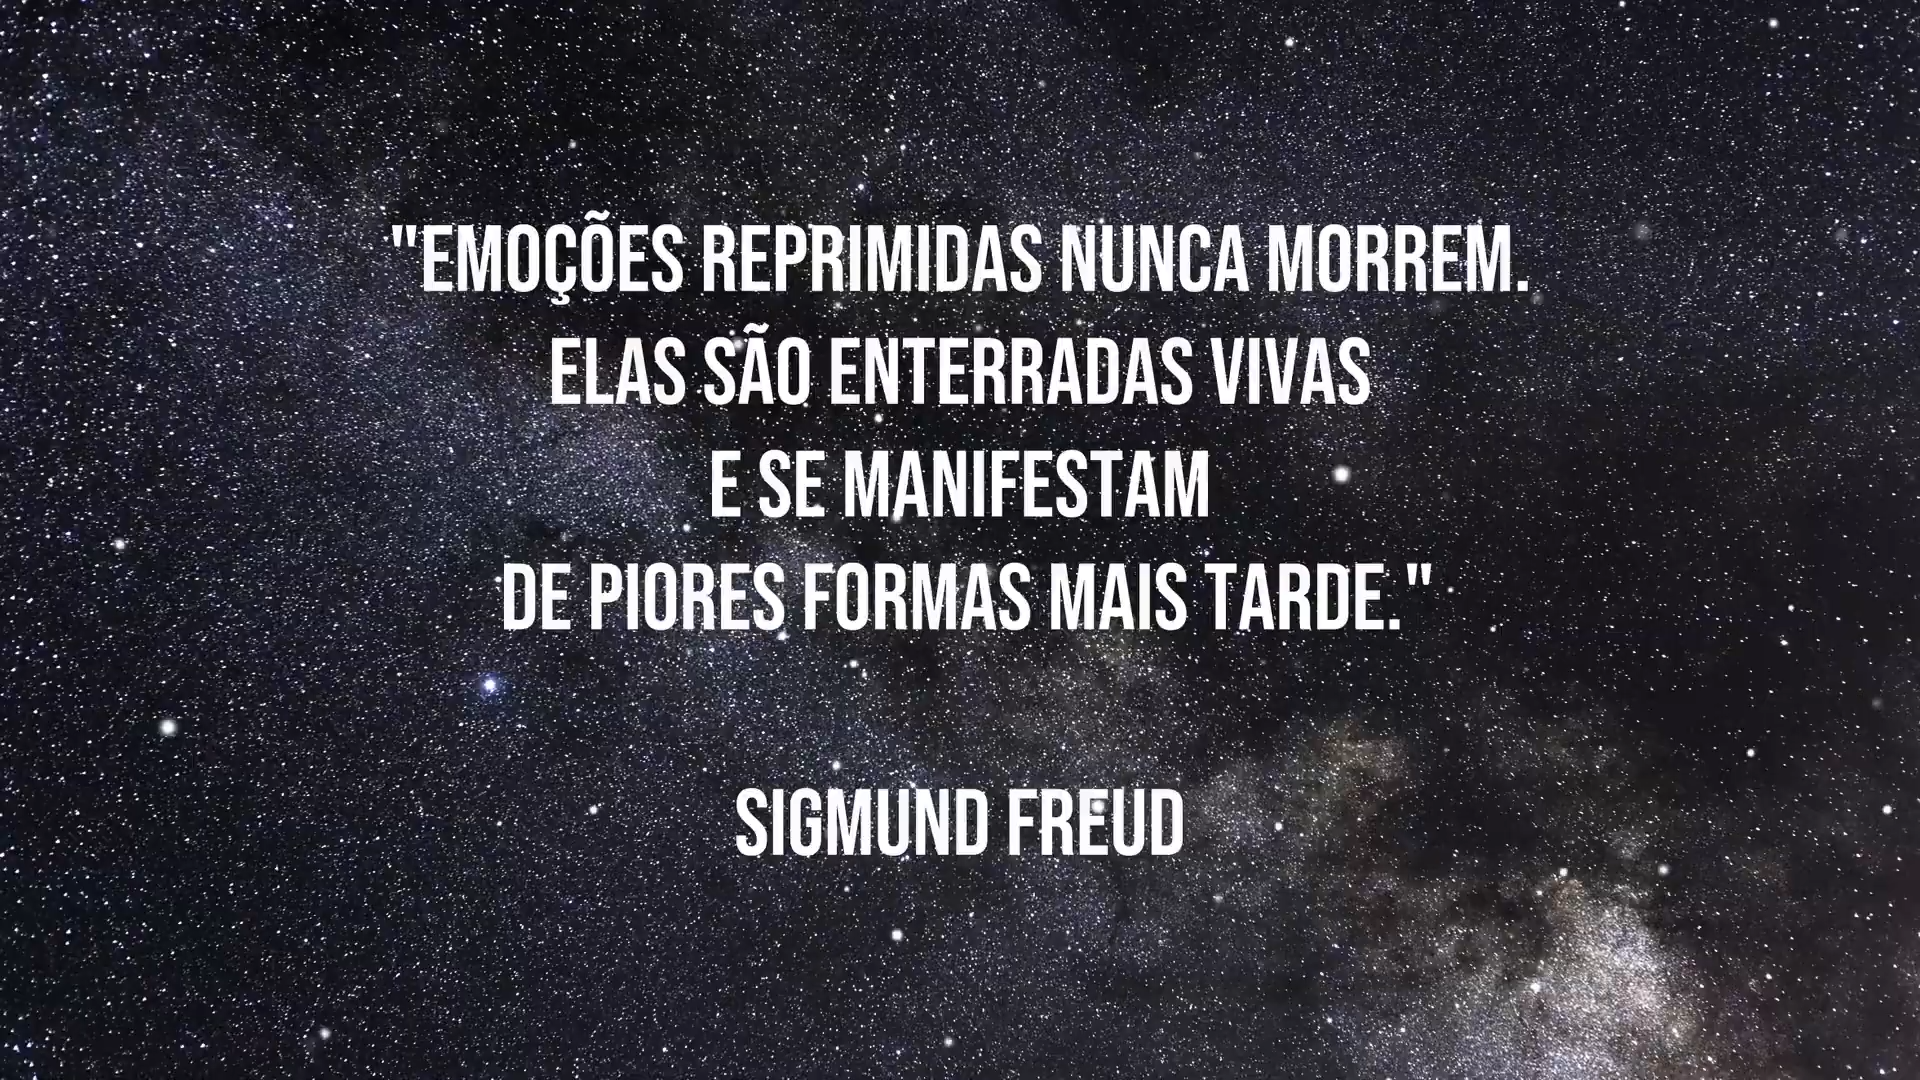 "EMOÇÕES REPRIMIDAS NUNCA MORREM.
ELAS SÃO ENTERRADAS VIVAS
E SE MANIFESTAM
DE PIORES FORMAS MAIS TARDE."
SIGMUND FREUD